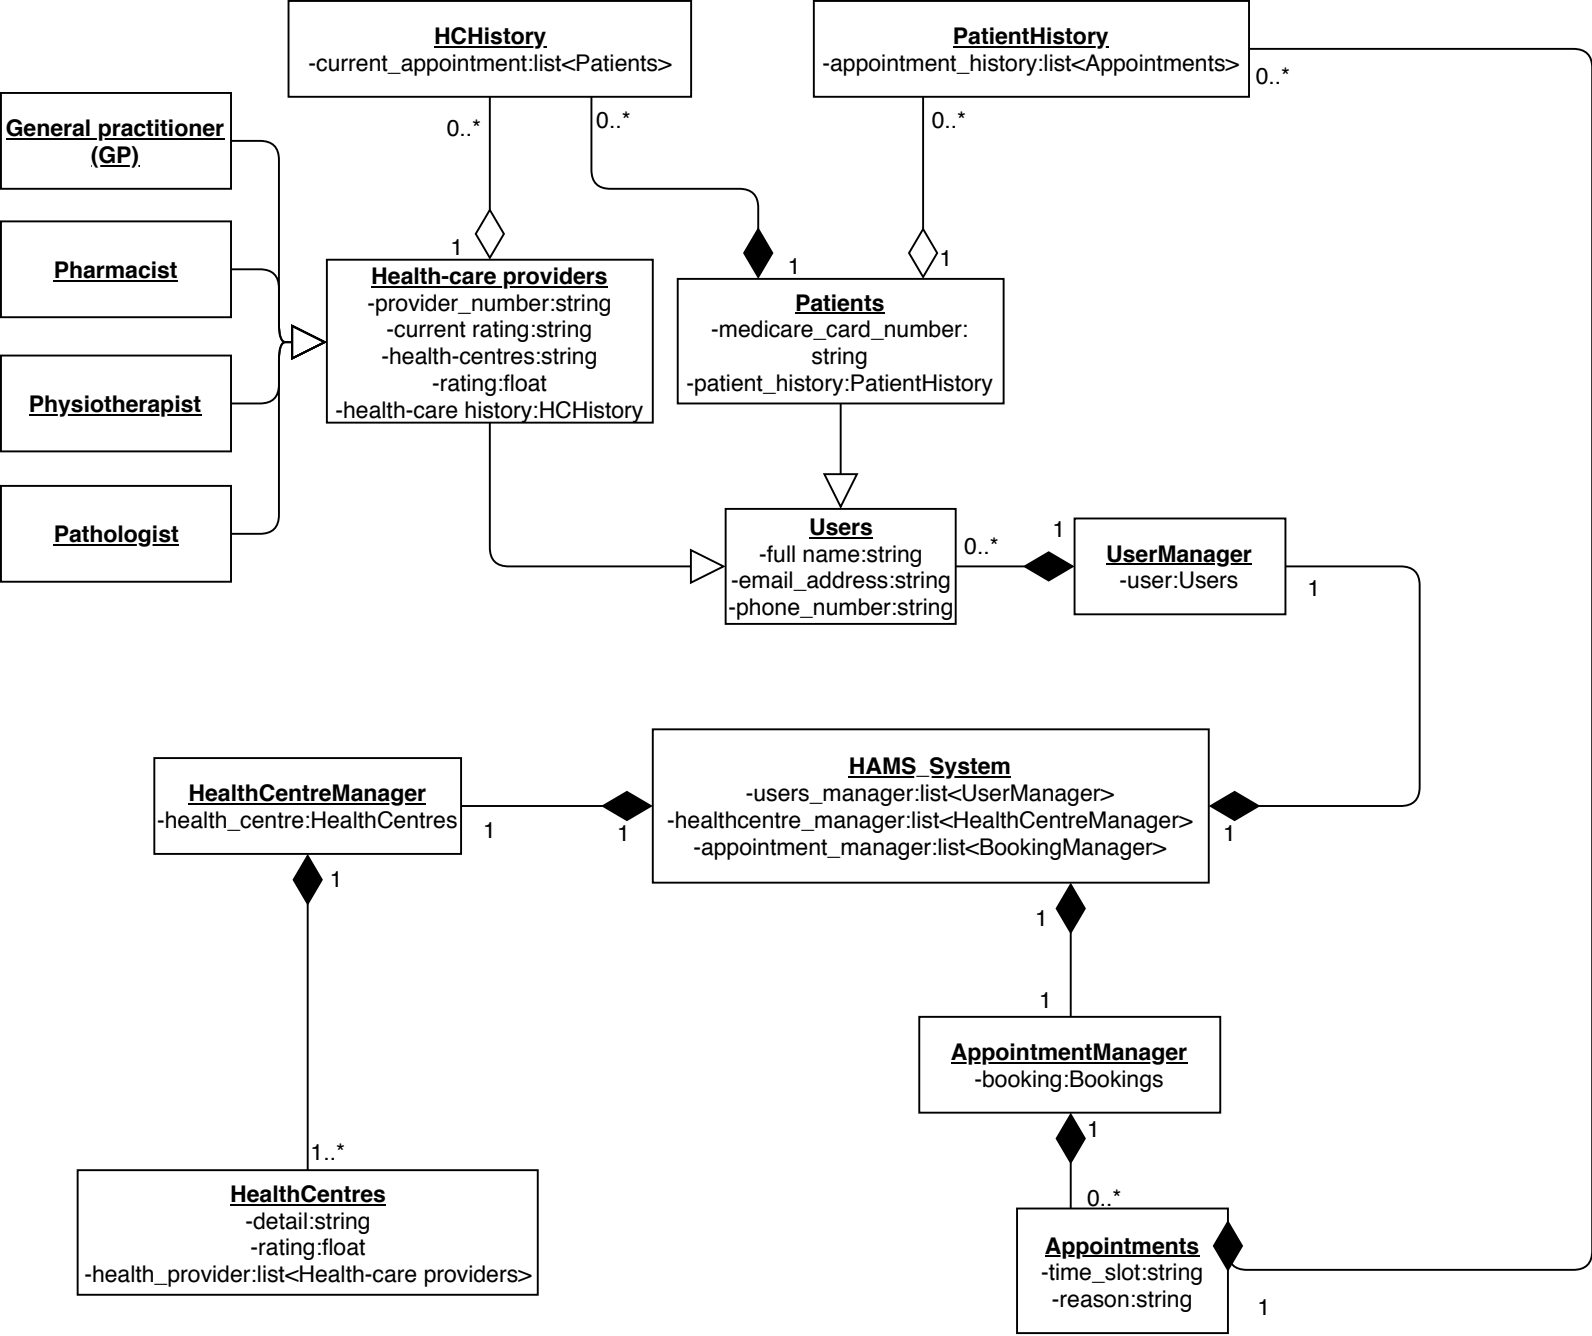 HCHistory
-current_appointment:list<Patients>
PatientHistory
-appointment_history:list<Appointments>
0..*
0..*
0..*
0..*
General practitioner
(GP)
Pharmacist
Physiotherapist
Pathologist
1
Health-care providers
-provider_number:string
-current rating:string
-health-centres:string
-rating:float
-health-care history:HCHistory
1
1
Patients
-medicare_card_number:
string
-patient_history:PatientHistory
Users
-full name:string
-email_address:string
-phone_number:string
0..*
1
UserManager
-user:Users
1
HealthCentreManager
-health_centre:HealthCentres
1
1
HAMS_System
-users_manager:list<UserManager>
-healthcentre_manager:list<HealthCentreManager>
-appointment_manager:list<BookingManager>
1
1
1
1
AppointmentManager
-booking:Bookings
1
1..*
0..*
HealthCentres
-detail:string
-rating:float
-health_provider:list<Health-care providers>
Appointments
-time_slot:string
-reason:string
1